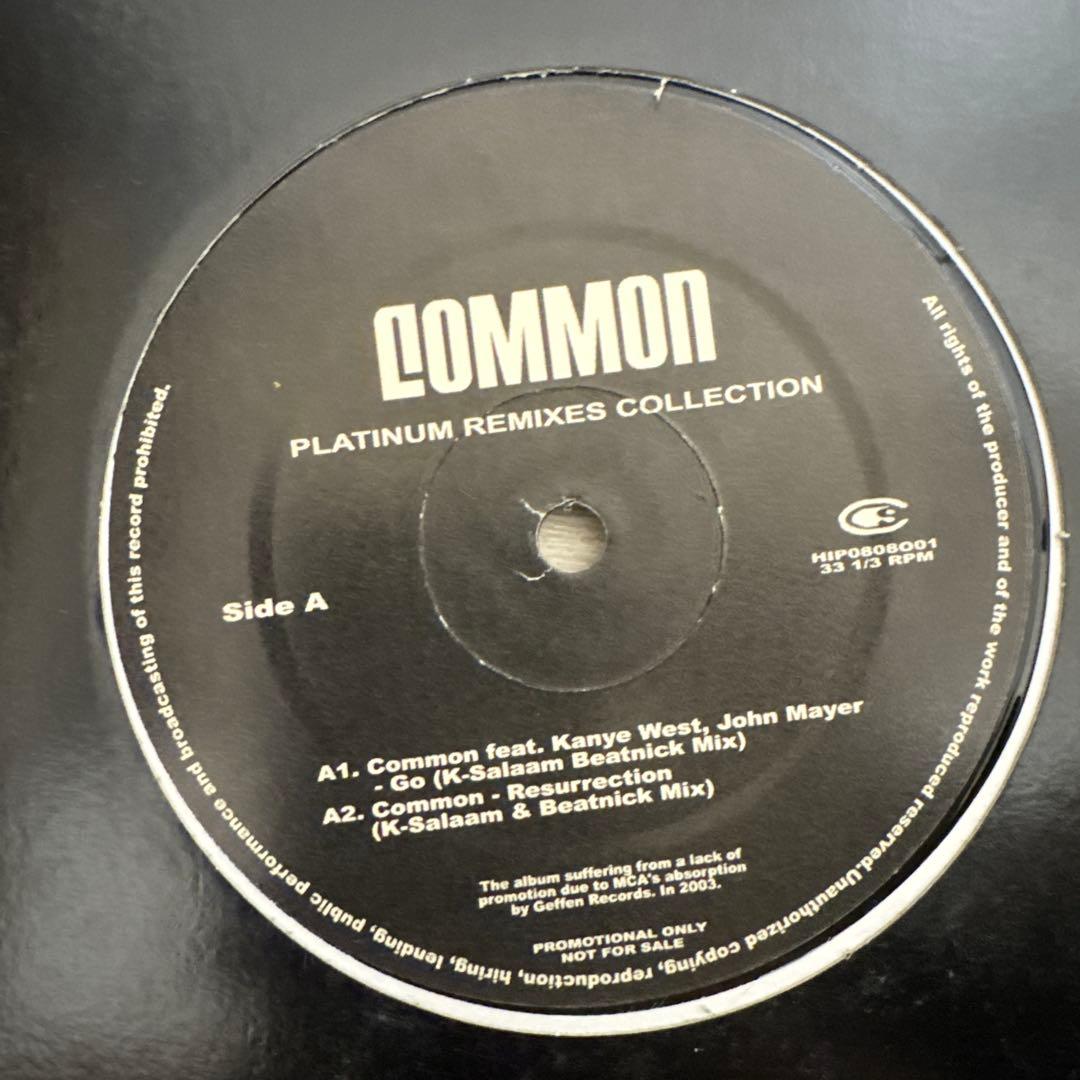 COMMON
PLATINUM REMIXES COLLECTION
HIP0808O01
33 1/3 RPM
Side A
A1. Common feat. Kanye West, John Mayer
- Go (K-Salaam Beatnick Mix)
A2. Common - Resurrection
(K-Salaam & Beatnick Mix)
The album suffering from a lack of
promotion due to MCA's absorption
by Geffen Records. In 2003.
PROMOTIONAL ONLY
NOT FOR SALE
All rights of the producer and of the work reproduced reserved.Unauthorized copying, reproduction, hiring, lending, public performance and broadcasting of this record prohibited.